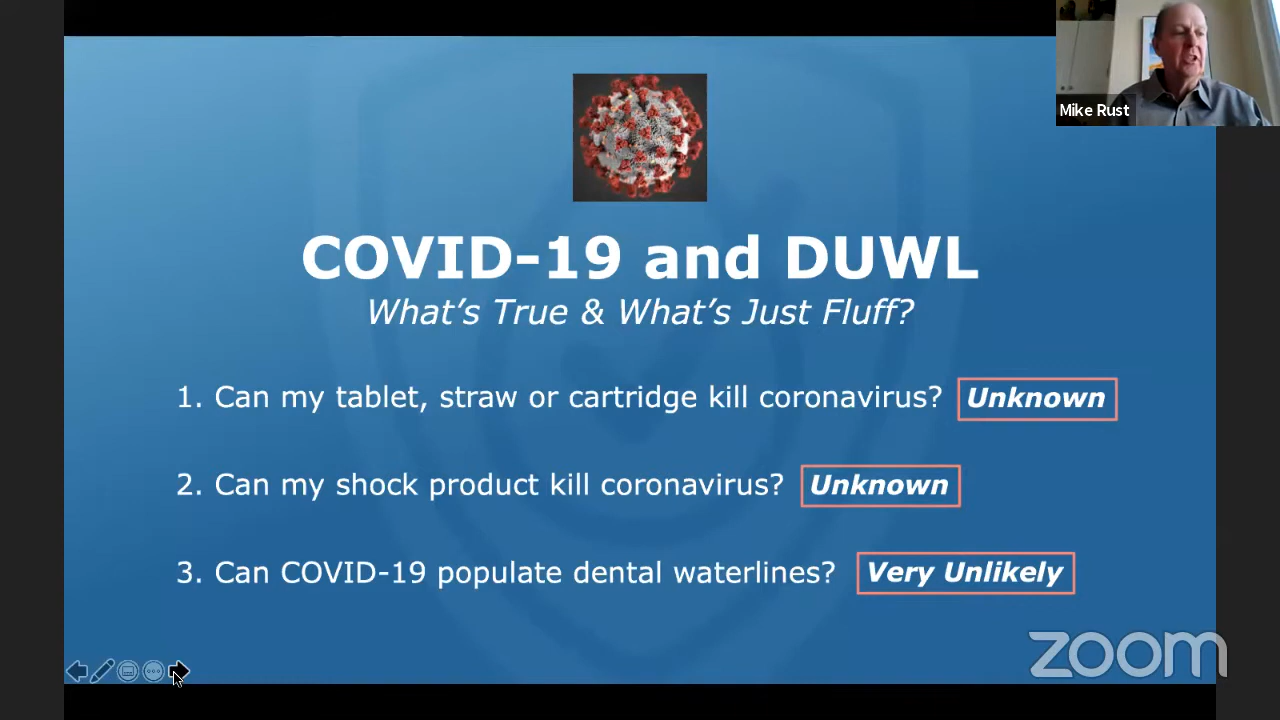 Mike Rust
COVID-19 and DUWL
What's True & What's Just Fluff?
1. Can my tablet, straw or cartridge kill coronavirus? Unknown
2. Can my shock product kill coronavirus? Unknown
3. Can COVID-19 populate dental waterlines? Very Unlikely
zoom